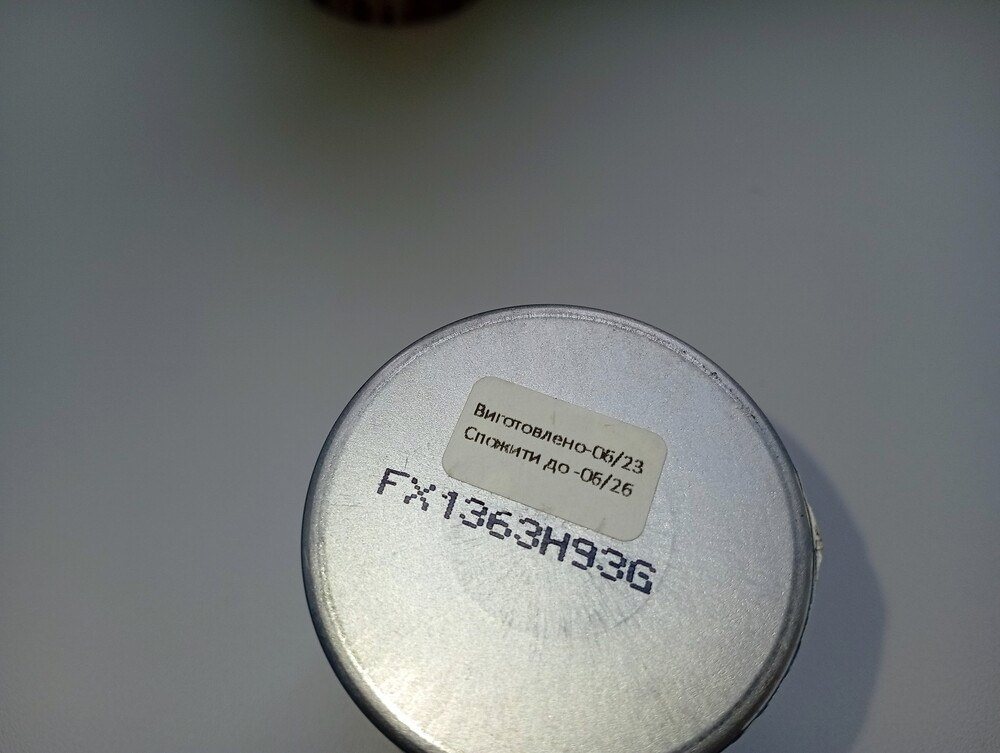 Виготовлено-06/23
Спожити до -06/26
FX1363H93G